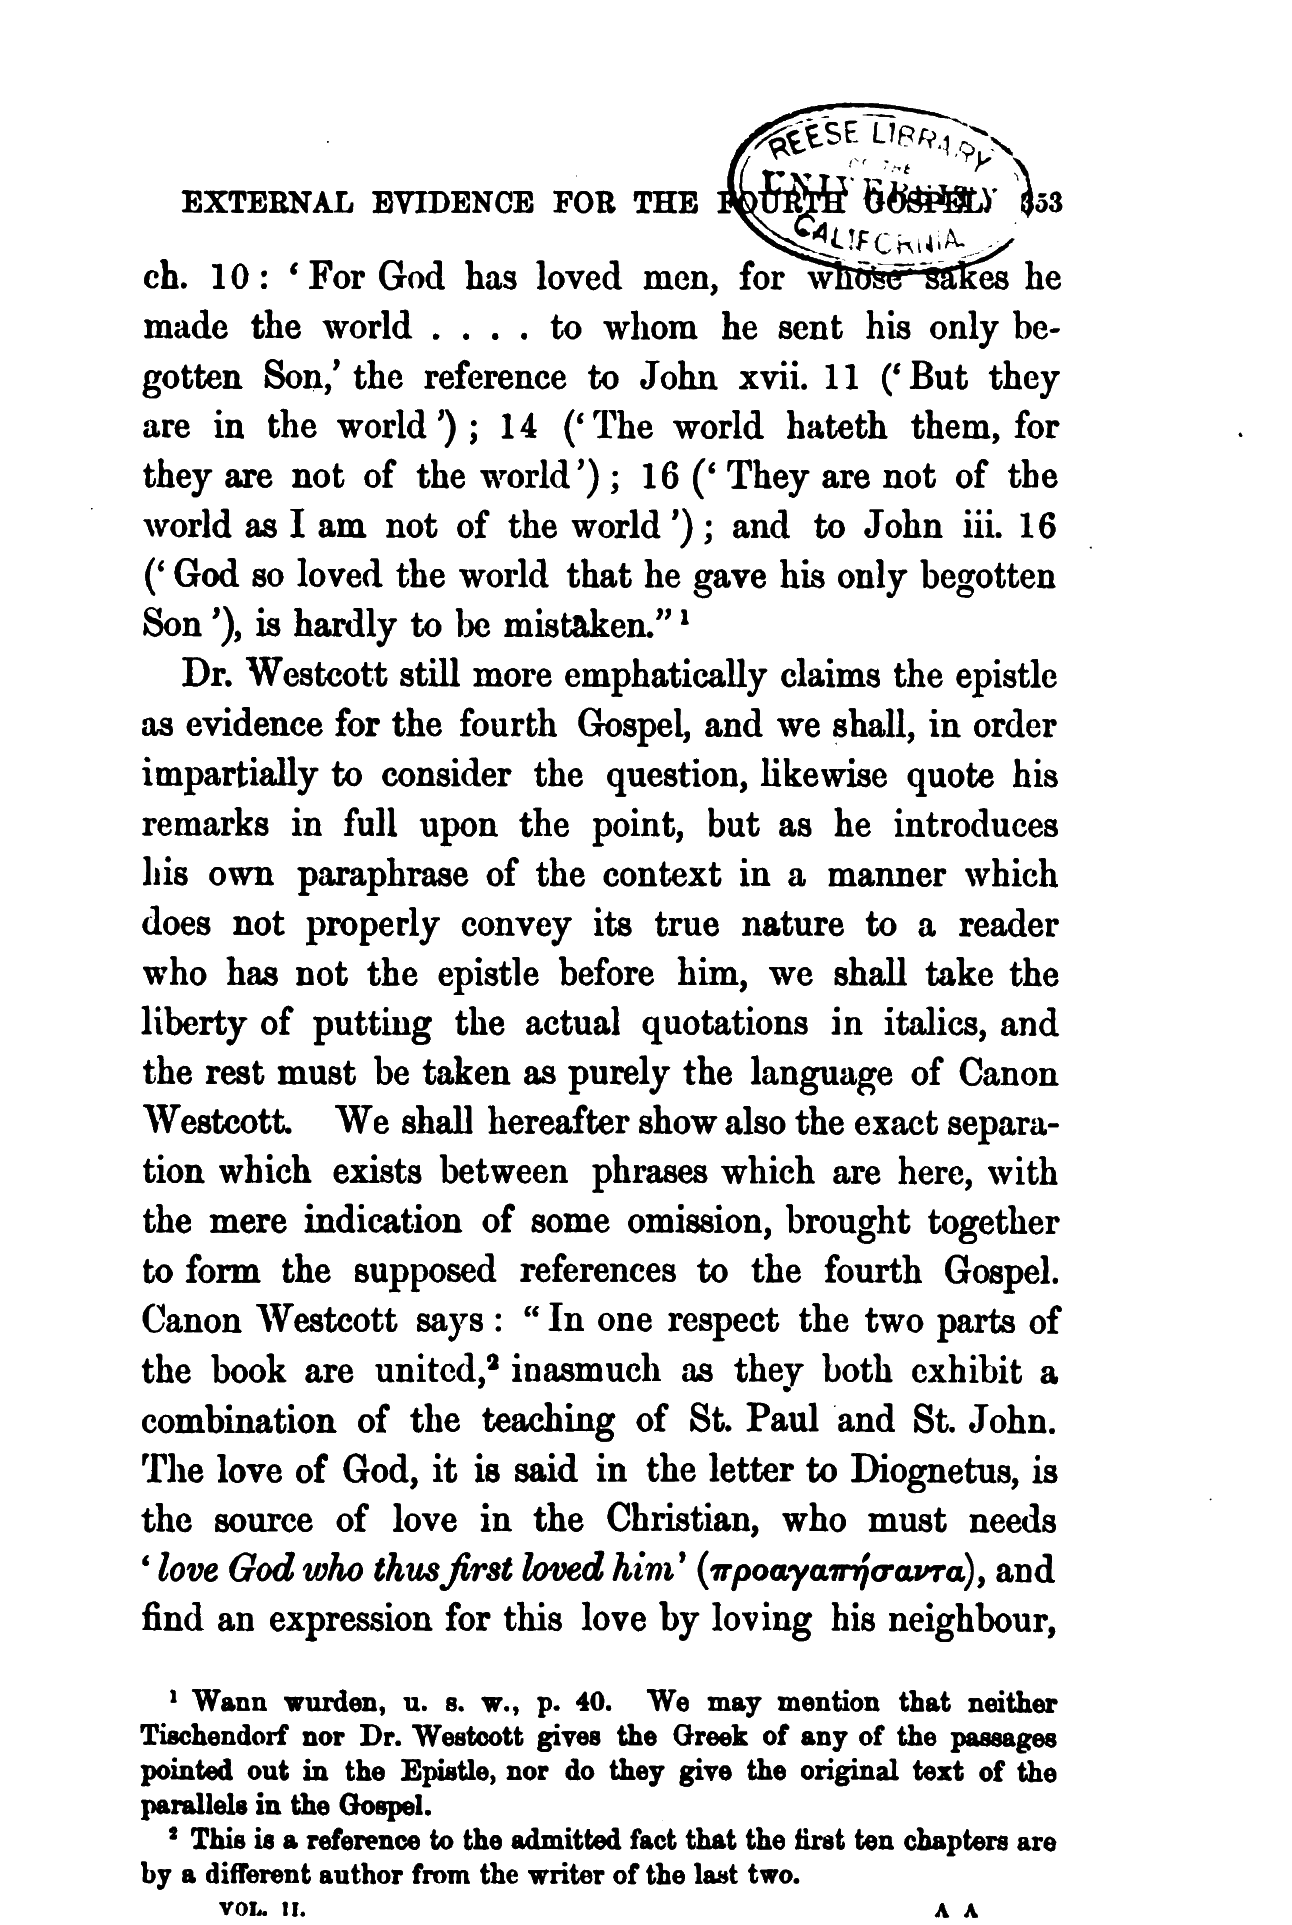 REESE LIBRARY
OF THE
UNIVERSITY
CALIFORNIA
EXTERNAL EVIDENCE FOR THE FOURTH GOSPEL. 353
ch. 10 : ‘ For God has loved men, for whose sakes he
made the world . . . . to whom he sent his only be-
gotten Son,’ the reference to John xvii. 11 (‘ But they
are in the world ’) ; 14 (‘ The world hateth them, for
they are not of the world’) ; 16 (‘ They are not of the
world as I am not of the world ’) ; and to John iii. 16
(‘ God so loved the world that he gave his only begotten
Son ’), is hardly to be mistaken.” ¹
Dr. Westcott still more emphatically claims the epistle
as evidence for the fourth Gospel, and we shall, in order
impartially to consider the question, likewise quote his
remarks in full upon the point, but as he introduces
his own paraphrase of the context in a manner which
does not properly convey its true nature to a reader
who has not the epistle before him, we shall take the
liberty of putting the actual quotations in italics, and
the rest must be taken as purely the language of Canon
Westcott. We shall hereafter show also the exact separa-
tion which exists between phrases which are here, with
the mere indication of some omission, brought together
to form the supposed references to the fourth Gospel.
Canon Westcott says : “ In one respect the two parts of
the book are united,² inasmuch as they both exhibit a
combination of the teaching of St. Paul and St. John.
The love of God, it is said in the letter to Diognetus, is
the source of love in the Christian, who must needs
‘ love God who thus first loved him ’ (προαγαπήσαντα), and
find an expression for this love by loving his neighbour,
¹ Wann wurden, u. s. w., p. 40. We may mention that neither
Tischendorf nor Dr. Westcott gives the Greek of any of the passages
pointed out in the Epistle, nor do they give the original text of the
parallels in the Gospel.
² This is a reference to the admitted fact that the first ten chapters are
by a different author from the writer of the last two.
VOL. II. A A